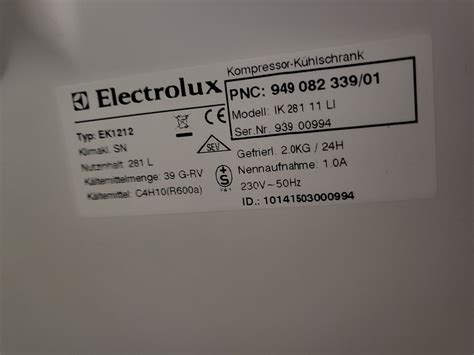 Electrolux
Kompressor-Kühlschrank
PNC: 949 082 339/01
Modell: IK 281 11 LI
Ser.Nr. 939 00994
Typ: EK1212
Klimakl. SN
Nutzinhalt: 281 L
Kältemittelmenge: 39 G-RV
Kältemittel: C4H10(R600a)
CE
SEV
S
Gefrierl. 2.0KG / 24H
Nennaufnahme: 1.0A
230V~50Hz
ID.: 10141503000994